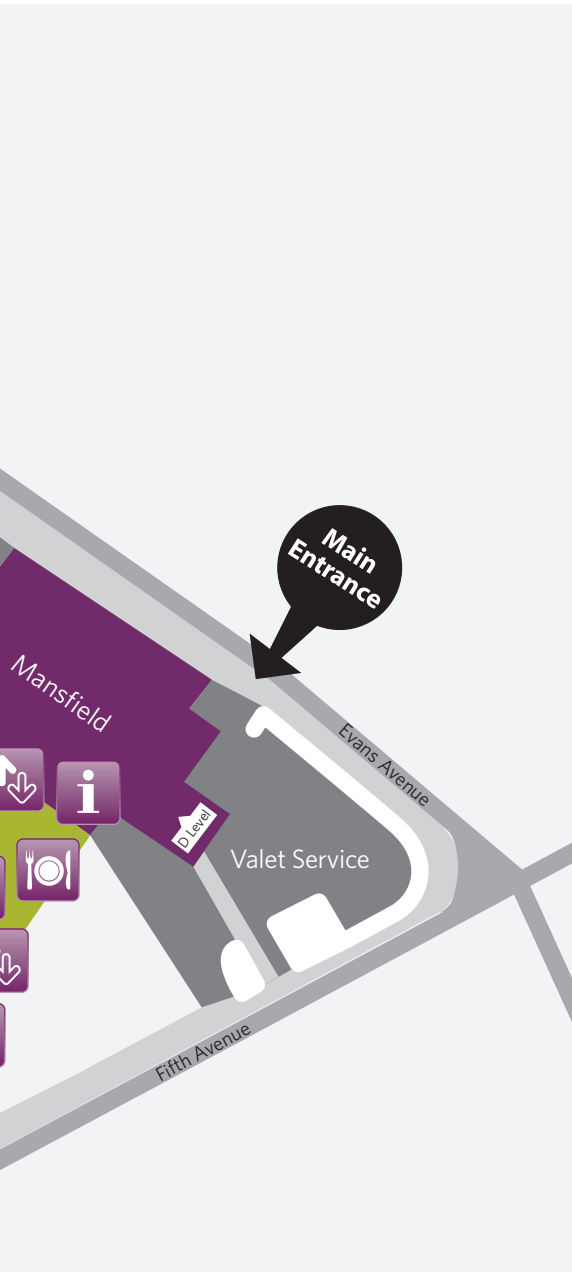 Main
Entrance
Mansfield
Evans Avenue
i
D Level
Valet Service
Fifth Avenue